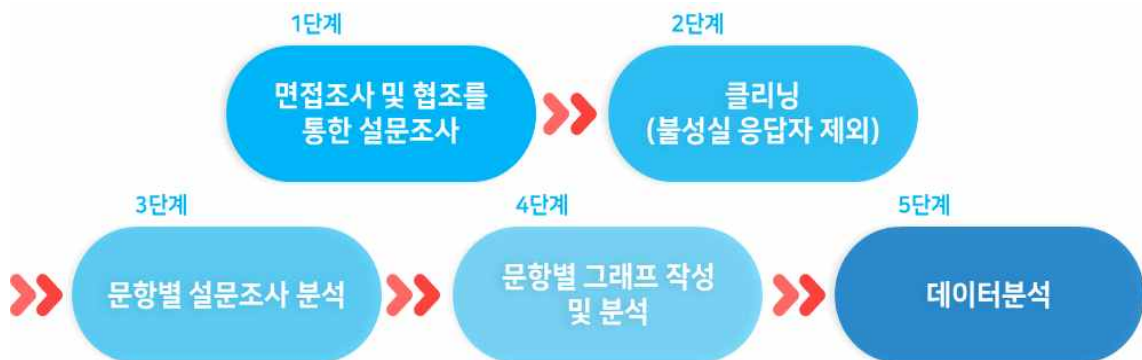 1단계
면접조사 및 협조를
통한 설문조사
2단계
클리닝
(불성실 응답자 제외)
3단계
문항별 설문조사 분석
4단계
문항별 그래프 작성
및 분석
5단계
데이터분석